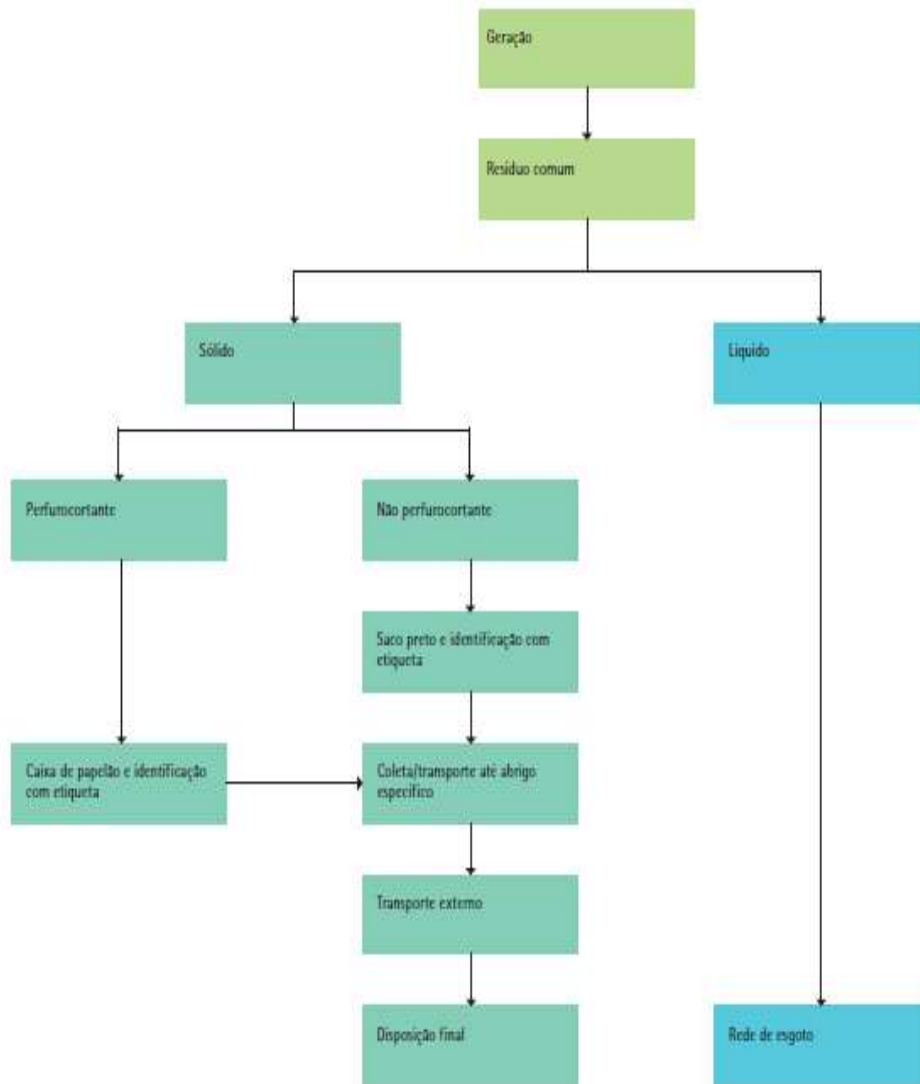 Geração
Resíduo comum
Sólido
Líquido
Perfurocortante
Não perfurocortante
Saco preto e identificação com
etiqueta
Caixa de papelão e identificação
com etiqueta
Coleta/transporte até abrigo
específico
Transporte externo
Disposição final
Rede de esgoto